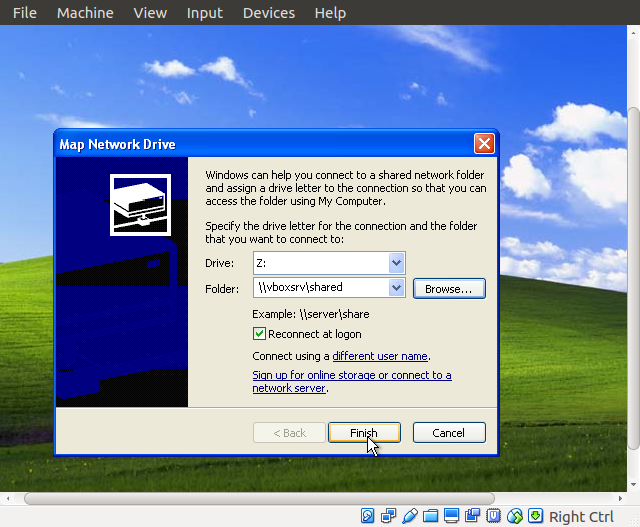 File Machine View Input Devices Help
Map Network Drive
Windows can help you connect to a shared network folder
and assign a drive letter to the connection so that you can
access the folder using My Computer.
Specify the drive letter for the connection and the folder
that you want to connect to:
Drive: Z:
Folder: \\vboxsrv\shared Browse...
Example: \\server\share
Reconnect at logon
Connect using a different user name.
Sign up for online storage or connect to a
network server.
< Back Finish Cancel
Right Ctrl